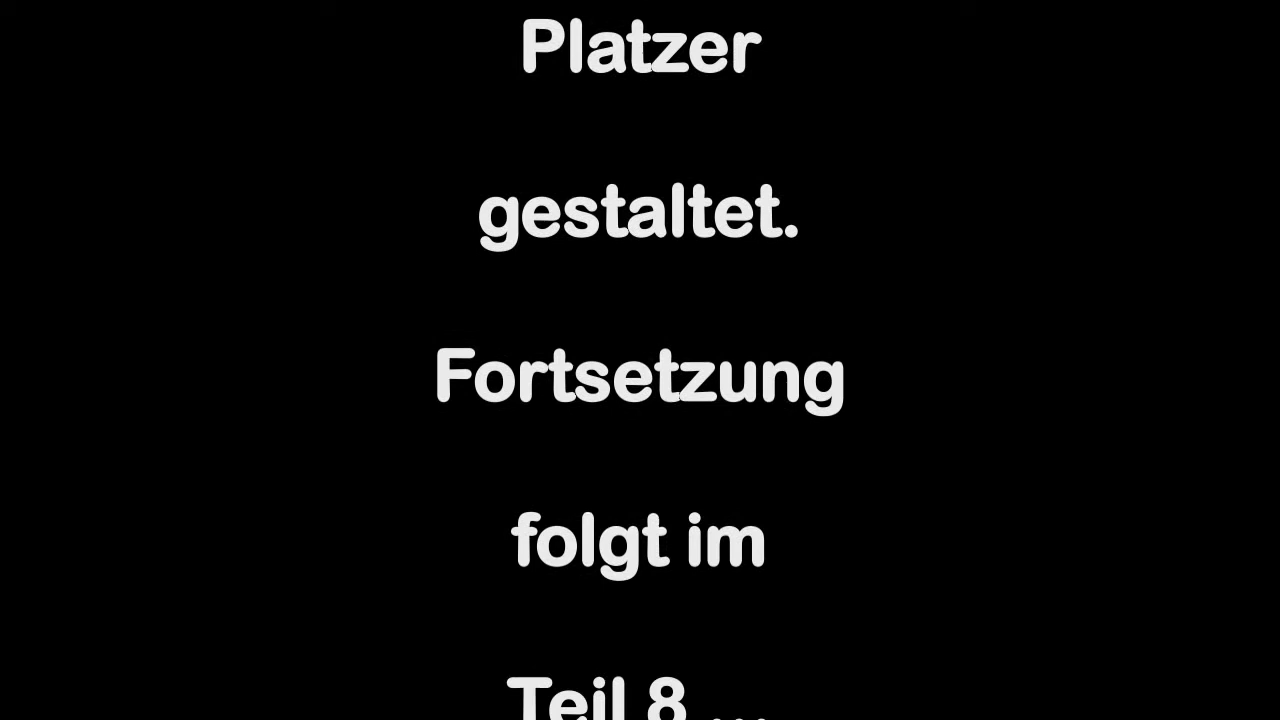 Platzer
gestaltet.
Fortsetzung
folgt im
Teil 8 ...